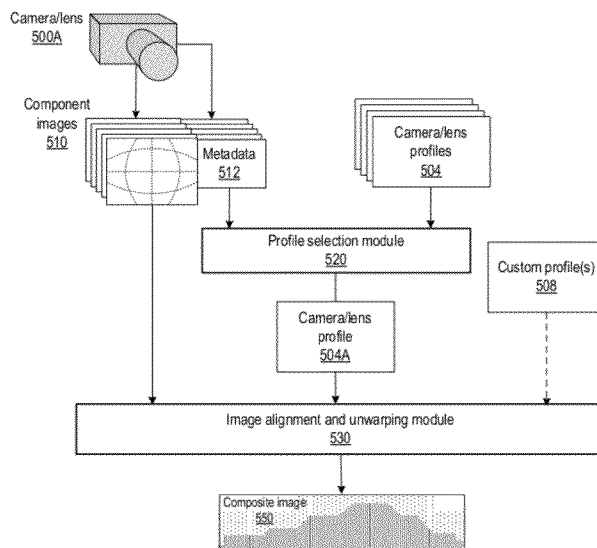 Camera/lens
500A
Component
images
510
Metadata
512
Camera/lens
profiles
504
Profile selection module
520
Custom profile(s)
508
Camera/lens
profile
504A
Image alignment and unwarping module
530
Composite image
550